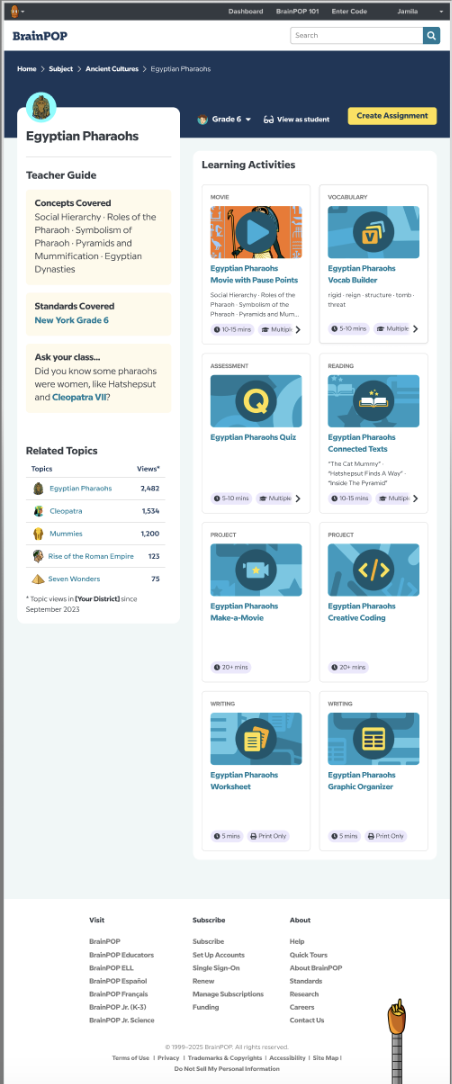 Dashboard BrainPOP 101 Enter Code Jamila
BrainPOP
Search
Home > Subject > Ancient Cultures > Egyptian Pharaohs
Egyptian Pharaohs
Grade 6
View as student
Create Assignment
Teacher Guide
Concepts Covered
Social Hierarchy · Roles of the
Pharaoh · Symbolism of
Pharaoh · Pyramids and
Mummification · Egyptian
Dynasties
Standards Covered
New York Grade 6
Ask your class...
Did you know some pharaohs
were women, like Hatshepsut
and Cleopatra VII?
Related Topics
Topics Views*
Egyptian Pharaohs 2,482
Cleopatra 1,534
Mummies 1,200
Rise of the Roman Empire 123
Seven Wonders 75
* Topic views in [Your District] since
September 2023
Learning Activities
MOVIE
Egyptian Pharaohs
Movie with Pause Points
Social Hierarchy · Roles of the
Pharaoh · Symbolism of
Pharaoh · Pyramids and Mum...
10-15 mins Multiple
VOCABULARY
V
Egyptian Pharaohs
Vocab Builder
rigid · reign · structure · tomb ·
threat
5-10 mins Multiple
ASSESSMENT
Q
Egyptian Pharaohs Quiz
5-10 mins Multiple
READING
Egyptian Pharaohs
Connected Texts
"The Cat Mummy" ·
"Hatshepsut Finds A Way" ·
"Inside The Pyramid"
10-15 mins Multiple
PROJECT
Egyptian Pharaohs
Make-a-Movie
20+ mins
PROJECT
</>
Egyptian Pharaohs
Creative Coding
20+ mins
WRITING
Egyptian Pharaohs
Worksheet
5 mins Print Only
WRITING
Egyptian Pharaohs
Graphic Organizer
5 mins Print Only
Visit
BrainPOP
BrainPOP Educators
BrainPOP ELL
BrainPOP Español
BrainPOP Français
BrainPOP Jr. (K-3)
BrainPOP Jr. Science
Subscribe
Subscribe
Set Up Accounts
Single Sign-On
Renew
Manage Subscriptions
Funding
About
Help
Quick Tours
About BrainPOP
Standards
Research
Careers
Contact Us
© 1999-2025 BrainPOP. All rights reserved.
Terms of Use | Privacy | Trademarks & Copyrights | Accessibility | Site Map |
Do Not Sell My Personal Information